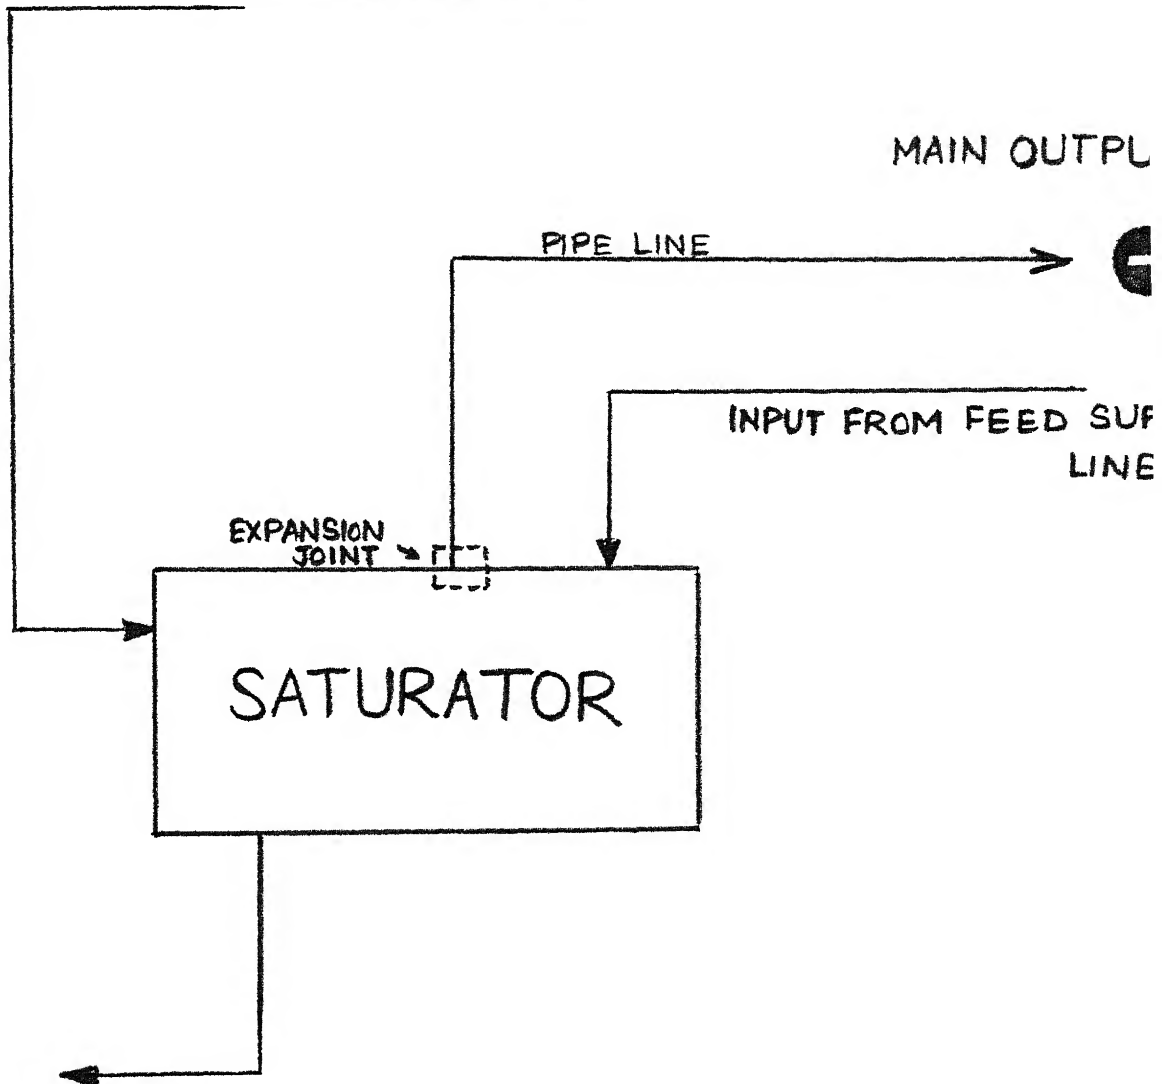 MAIN OUTPU
PIPE LINE
INPUT FROM FEED SUP
LINE
EXPANSION
JOINT
SATURATOR